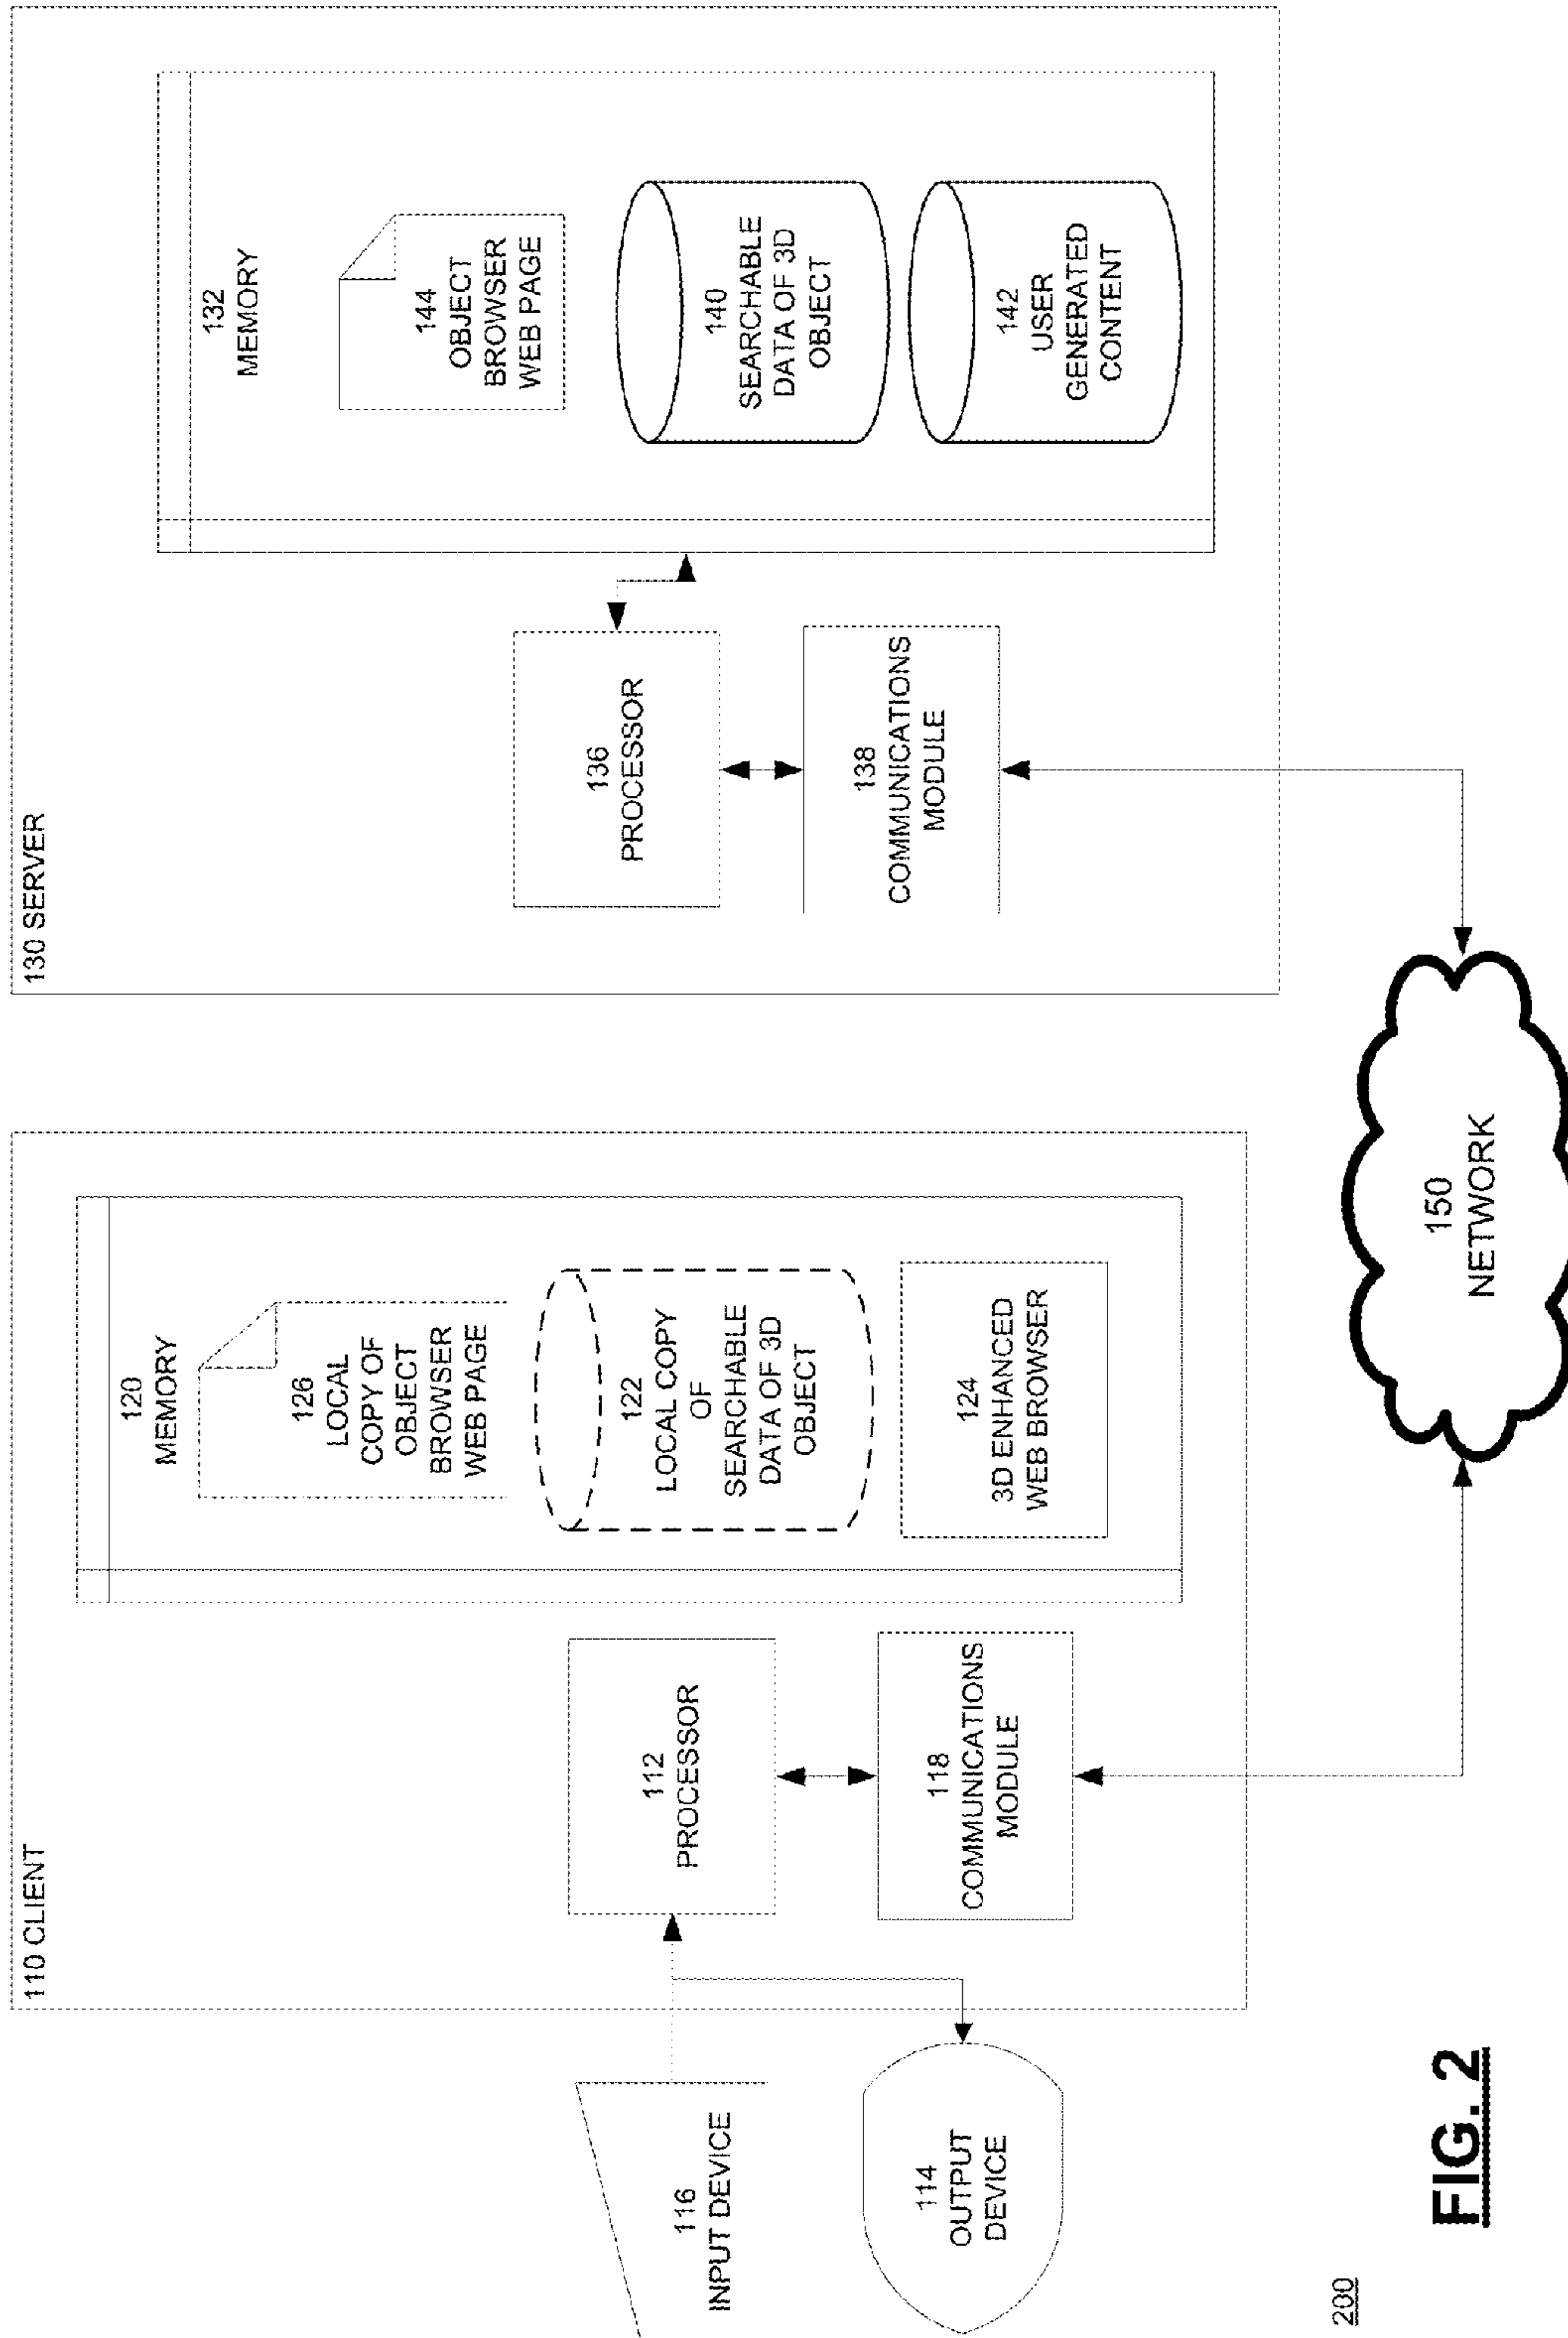 110 CLIENT
120
MEMORY
126
LOCAL
COPY OF
OBJECT
BROWSER
WEB PAGE
122
LOCAL COPY
OF
SEARCHABLE
DATA OF 3D
OBJECT
124
3D ENHANCED
WEB BROWSER
112
PROCESSOR
118
COMMUNICATIONS
MODULE
116
INPUT DEVICE
114
OUTPUT
DEVICE
130 SERVER
132
MEMORY
144
OBJECT
BROWSER
WEB PAGE
140
SEARCHABLE
DATA OF 3D
OBJECT
142
USER
GENERATED
CONTENT
136
PROCESSOR
138
COMMUNICATIONS
MODULE
150
NETWORK
200
FIG. 2